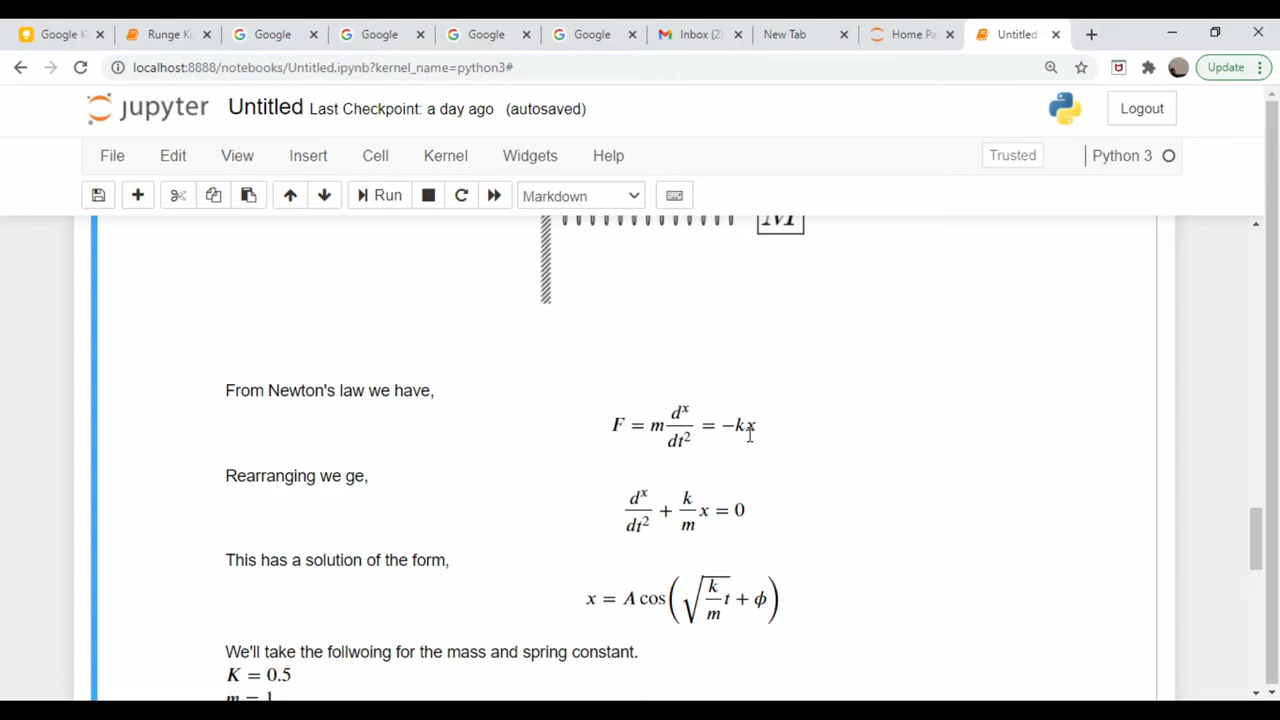 Google K
Runge Ku
Google
Google
Google
Google
Inbox (2)
New Tab
Home Pa
Untitled
localhost:8888/notebooks/Untitled.ipynb?kernel_name=python3#
Update
jupyter Untitled Last Checkpoint: a day ago (autosaved)
Logout
File Edit View Insert Cell Kernel Widgets Help
Trusted
Python 3
Run
Markdown
M
From Newton's law we have,
F = m d^x/dt^2 = −kx
Rearranging we ge,
d^x/dt^2 + k/m x = 0
This has a solution of the form,
x = A cos(√(k/m) t + ϕ)
We'll take the follwoing for the mass and spring constant.
K = 0.5
m = 1